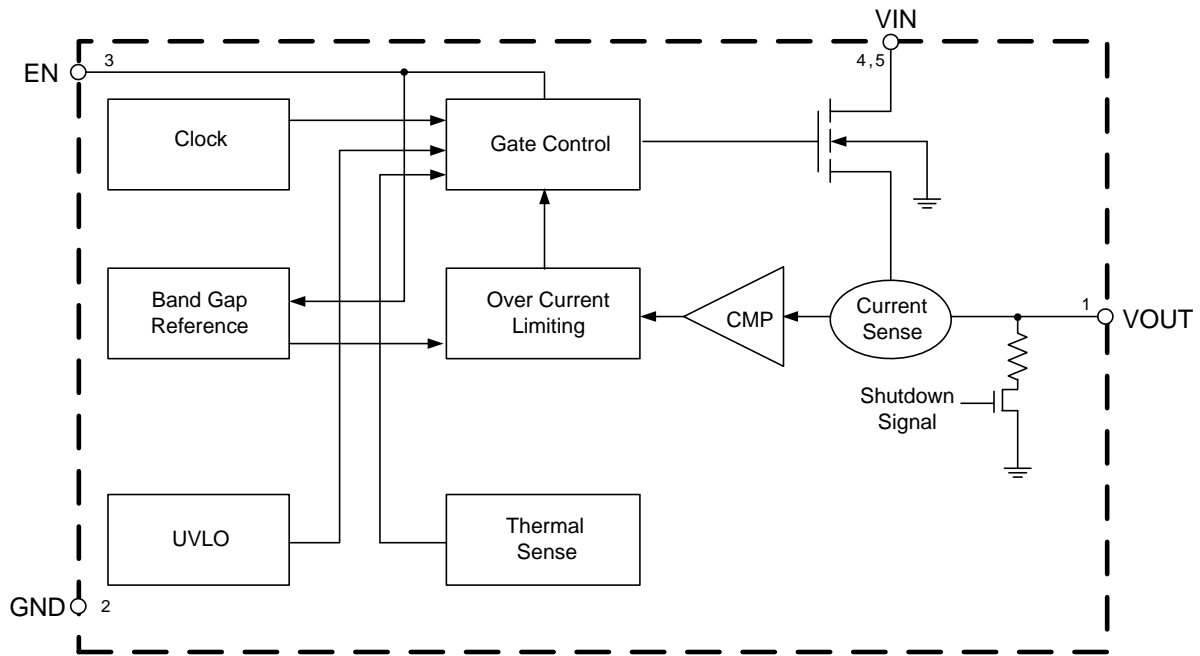 VIN
4,5
EN
3
Clock
Gate Control
Band Gap
Reference
Over Current
Limiting
CMP
Current
Sense
1
VOUT
Shutdown
Signal
UVLO
Thermal
Sense
GND
2